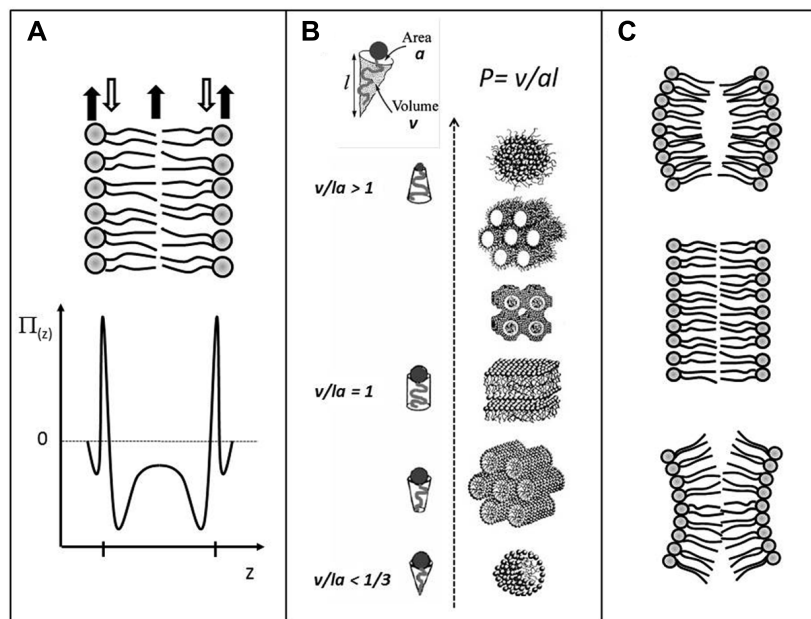 A
Π(z)
0
z
B
Area
a
l
Volume
v
P= v/al
v/la > 1
v/la = 1
v/la < 1/3
C